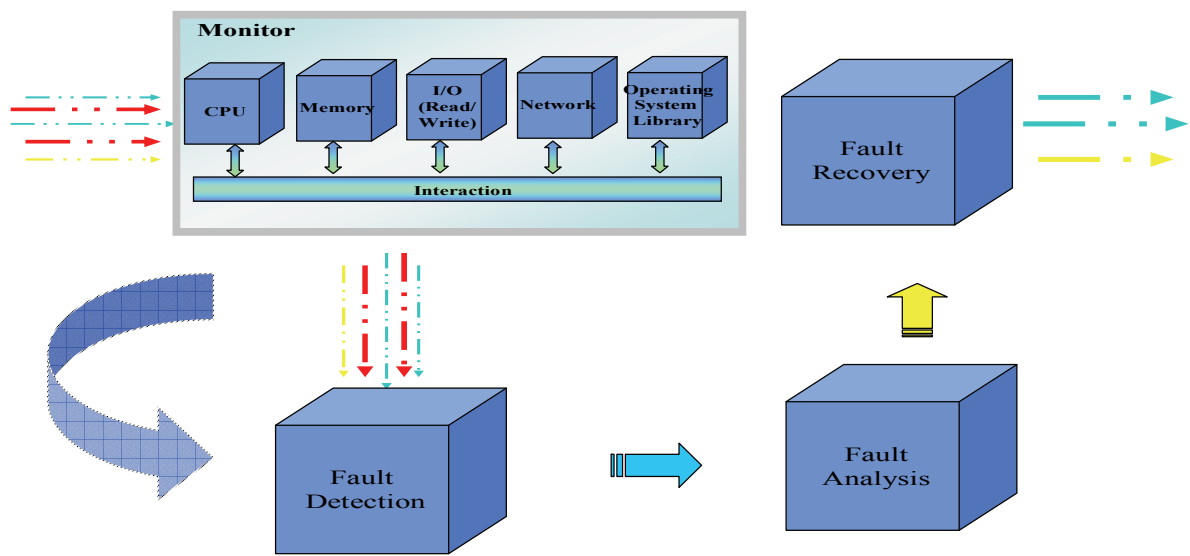 Monitor
CPU
Memory
I/O
(Read/
Write)
Network
Operating
System
Library
Interaction
Fault
Recovery
Fault
Detection
Fault
Analysis